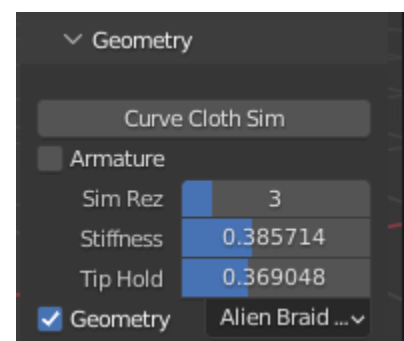 Geometry
Curve Cloth Sim
Armature
Sim Rez 3
Stiffness 0.385714
Tip Hold 0.369048
Geometry Alien Braid ...